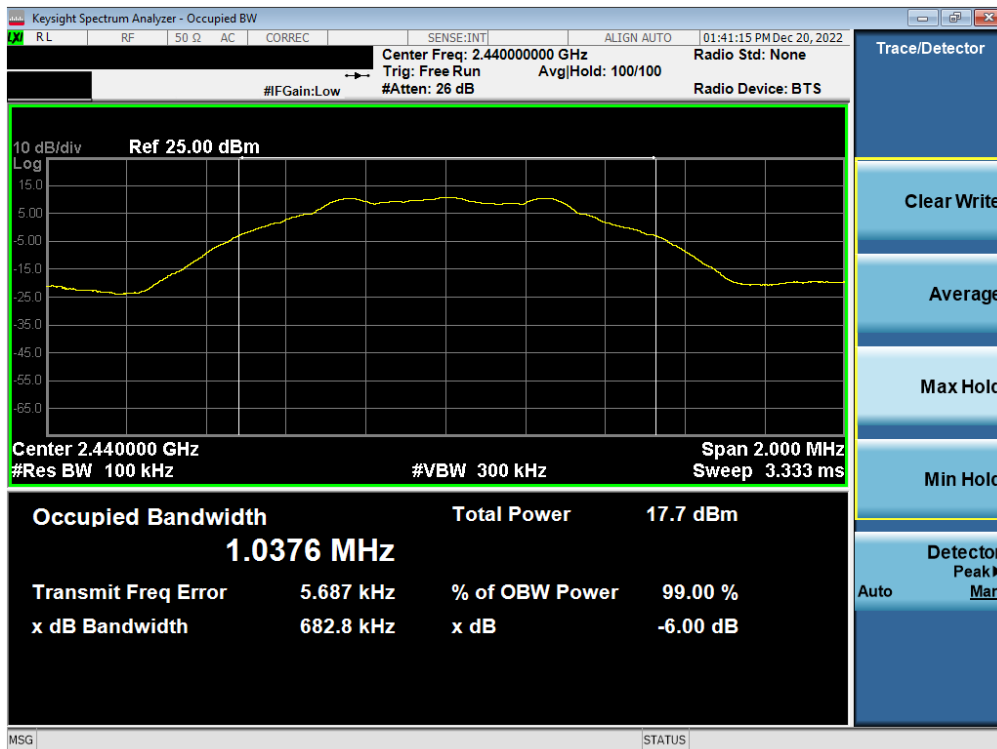 Keysight Spectrum Analyzer - Occupied BW
LXI RL RF 50 Ω AC CORREC SENSE:INT ALIGN AUTO 01:41:15 PM Dec 20, 2022
Center Freq: 2.440000000 GHz Radio Std: None
Trig: Free Run Avg|Hold: 100/100
#IFGain:Low #Atten: 26 dB Radio Device: BTS
Trace/Detector
10 dB/div Ref 25.00 dBm
Log
15.0
5.00
-5.00
-15.0
-25.0
-35.0
-45.0
-55.0
-65.0
Center 2.440000 GHz Span 2.000 MHz
#Res BW 100 kHz #VBW 300 kHz Sweep 3.333 ms
Occupied Bandwidth Total Power 17.7 dBm
1.0376 MHz
Transmit Freq Error 5.687 kHz % of OBW Power 99.00 %
x dB Bandwidth 682.8 kHz x dB -6.00 dB
Clear Write
Average
Max Hold
Min Hold
Detector
Peak
Auto Man
MSG STATUS